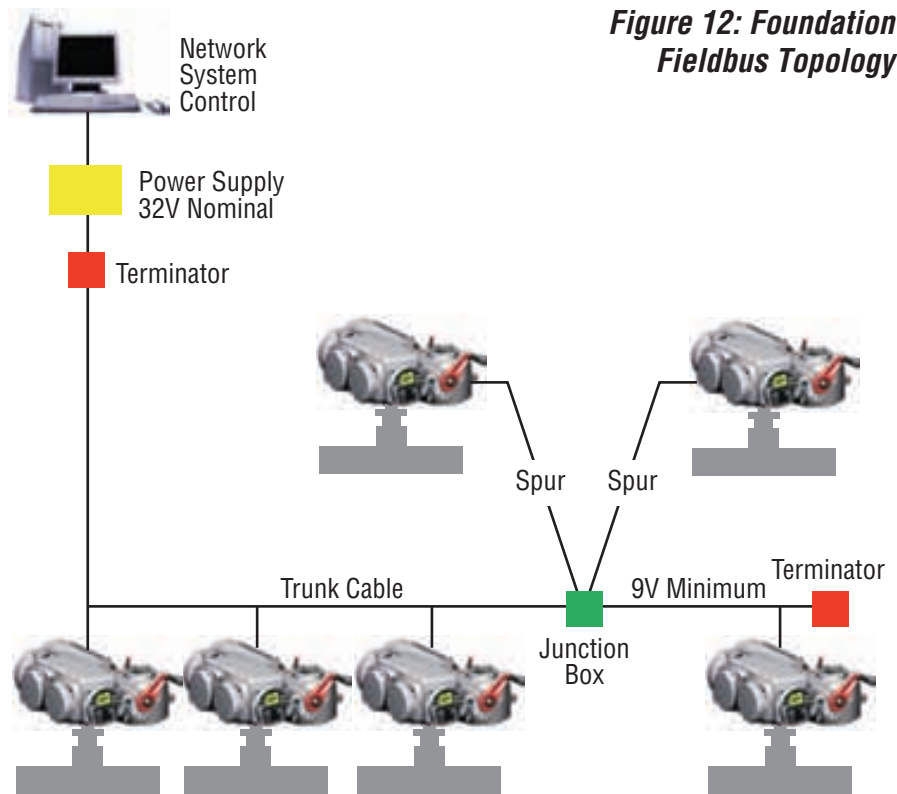 Figure 12: Foundation
Fieldbus Topology
Network
System
Control
Power Supply
32V Nominal
Terminator
Spur
Spur
Trunk Cable
9V Minimum
Terminator
Junction
Box